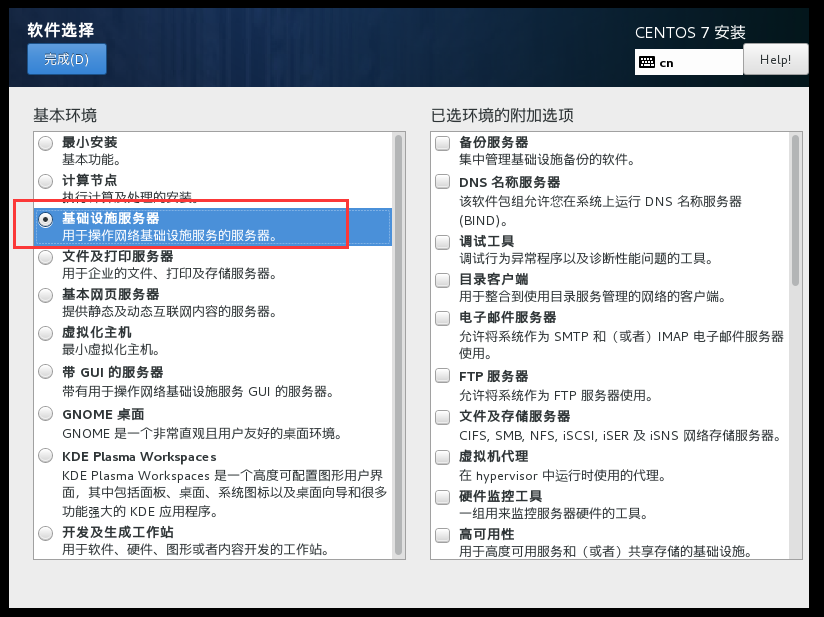 软件选择
CENTOS 7 安装
完成(D)
cn
Help!
基本环境
最小安装
基本功能。
计算节点
执行计算及处理的安装。
基础设施服务器
用于操作网络基础设施服务的服务器。
文件及打印服务器
用于企业的文件、打印及存储服务器。
基本网页服务器
提供静态及动态互联网内容的服务器。
虚拟化主机
最小虚拟化主机。
带 GUI 的服务器
带有用于操作网络基础设施服务 GUI 的服务器。
GNOME 桌面
GNOME 是一个非常直观且用户友好的桌面环境。
KDE Plasma Workspaces
KDE Plasma Workspaces 是一个高度可配置图形用户界
面，其中包括面板、桌面、系统图标以及桌面向导和很多
功能强大的 KDE 应用程序。
开发及生成工作站
用于软件、硬件、图形或者内容开发的工作站。
已选环境的附加选项
备份服务器
集中管理基础设施备份的软件。
DNS 名称服务器
该软件包组允许您在系统上运行 DNS 名称服务器
(BIND)。
调试工具
调试行为异常程序以及诊断性能问题的工具。
目录客户端
用于整合到使用目录服务管理的网络的客户端。
电子邮件服务器
允许将系统作为 SMTP 和（或者）IMAP 电子邮件服务器
使用。
FTP 服务器
允许将系统作为 FTP 服务器使用。
文件及存储服务器
CIFS, SMB, NFS, iSCSI, iSER 及 iSNS 网络存储服务器。
虚拟机代理
在 hypervisor 中运行时使用的代理。
硬件监控工具
一组用来监控服务器硬件的工具。
高可用性
用于高度可用服务和（或者）共享存储的基础设施。